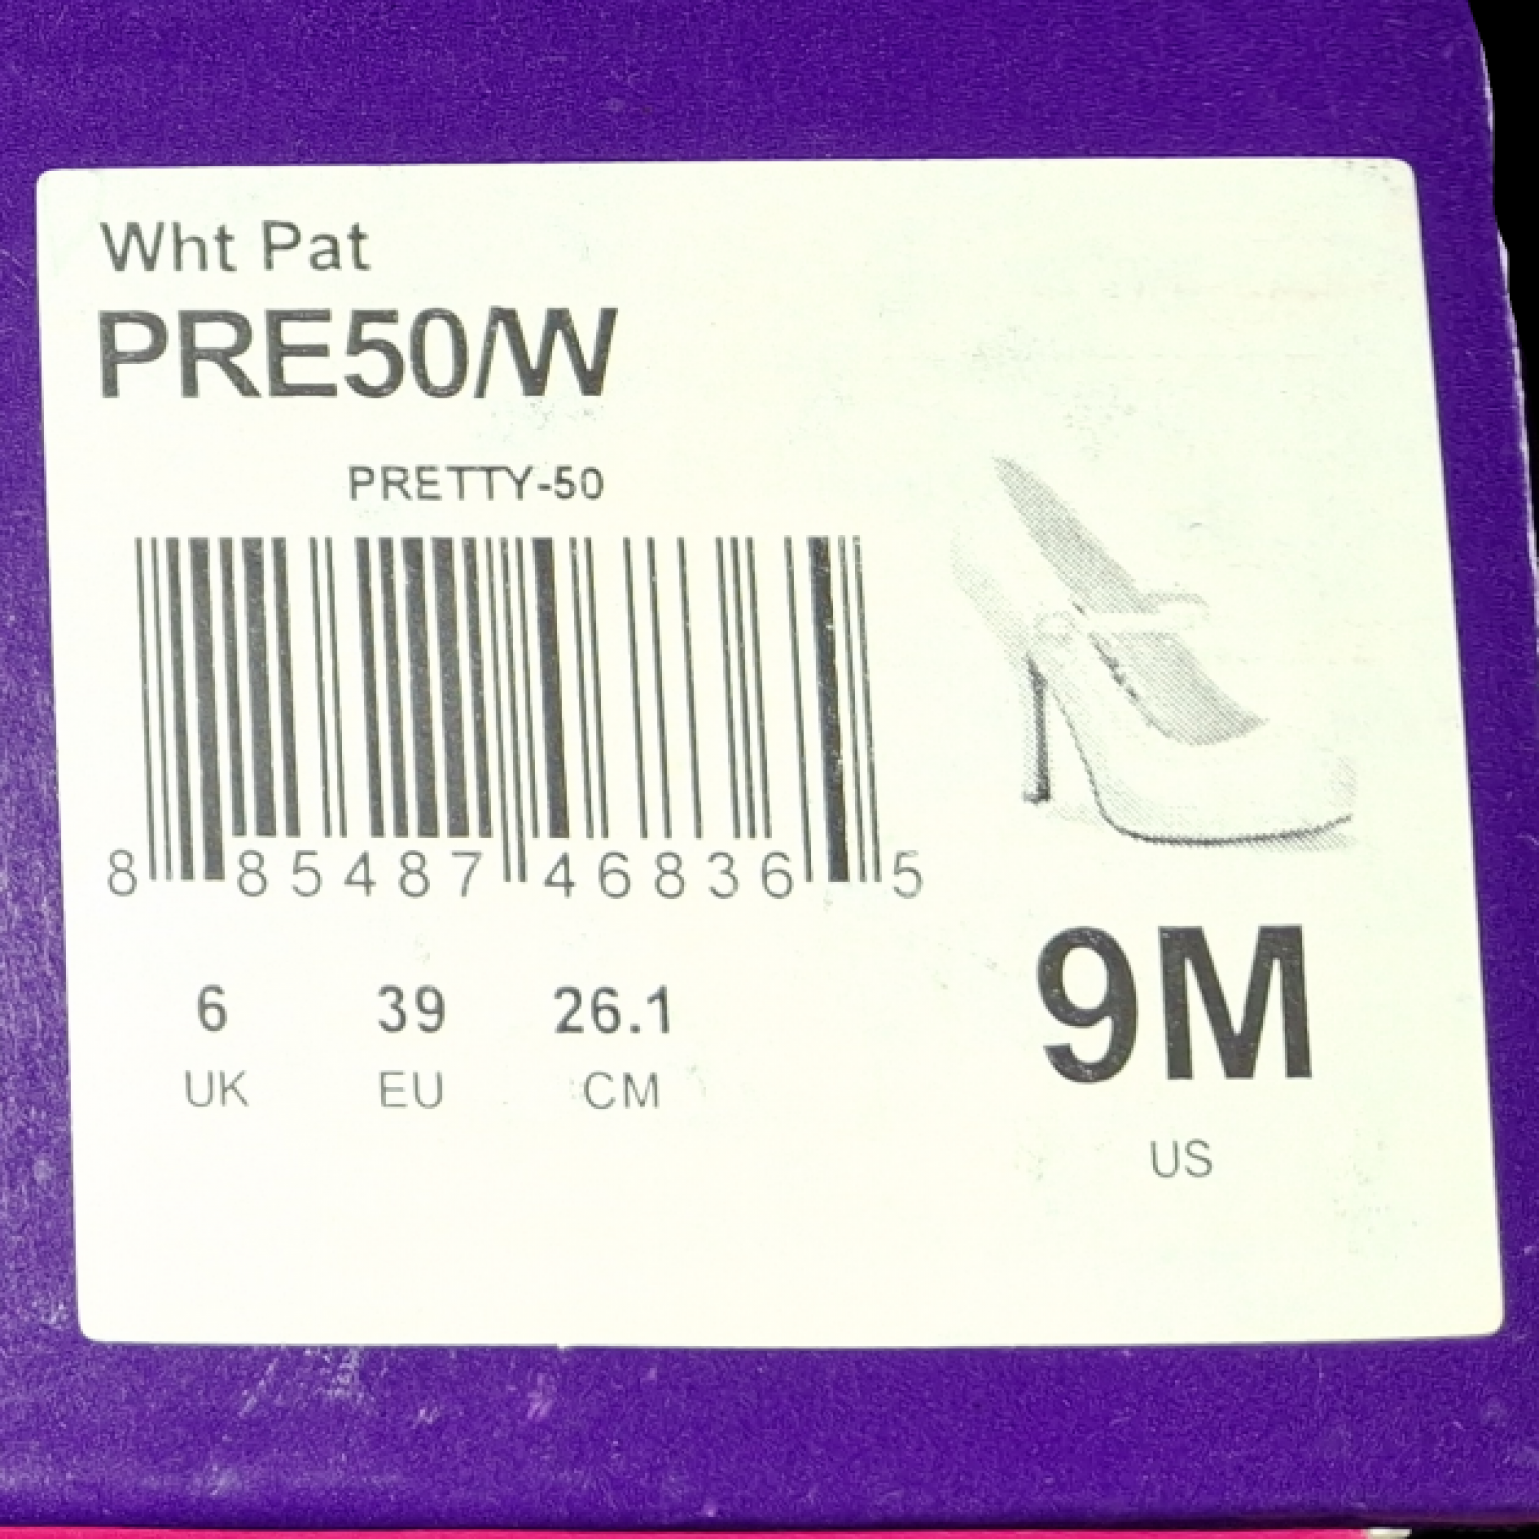 Wht Pat
PRE50/W
PRETTY-50
8 85487 46836 5
6 39 26.1
UK EU CM
9M
US